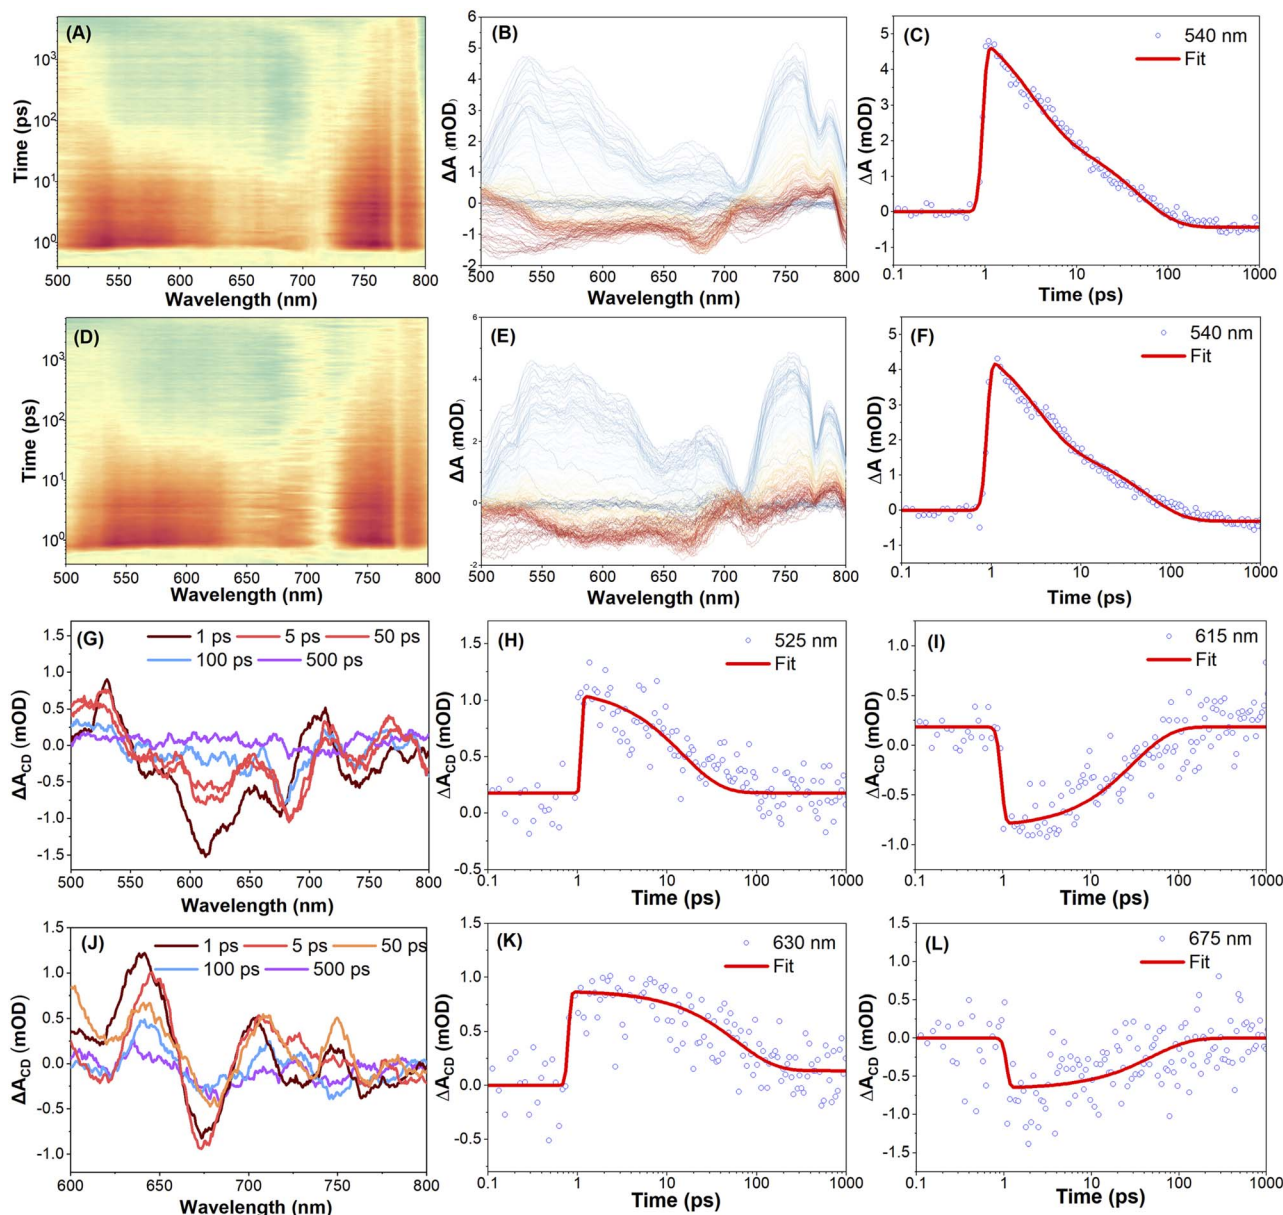 (A)
Time (ps)
10³
10²
10¹
10⁰
500 550 600 650 700 750 800
Wavelength (nm)
(B)
ΔA (mOD)
6
5
4
3
2
1
0
-1
-2
500 550 600 650 700 750 800
Wavelength (nm)
(C)
540 nm
Fit
ΔA (mOD)
5
4
3
2
1
0
-1
0.1 1 10 100 1000
Time (ps)
(D)
Time (ps)
10³
10²
10¹
10⁰
500 550 600 650 700 750 800
Wavelength (nm)
(E)
ΔA (mOD)
6
4
2
0
-2
500 550 600 650 700 750 800
Wavelength (nm)
(F)
540 nm
Fit
ΔA (mOD)
5
4
3
2
1
0
-1
0.1 1 10 100 1000
Time (ps)
(G)
1 ps 5 ps 50 ps
100 ps 500 ps
ΔA_CD (mOD)
1.5
1.0
0.5
0.0
-0.5
-1.0
-1.5
500 550 600 650 700 750 800
Wavelength (nm)
(H)
525 nm
Fit
ΔA_CD (mOD)
1.5
1.0
0.5
0.0
-0.5
0.1 1 10 100 1000
Time (ps)
(I)
615 nm
Fit
ΔA_CD (mOD)
1.0
0.5
0.0
-0.5
-1.0
0.1 1 10 100 1000
Time (ps)
(J)
1 ps 5 ps 50 ps
100 ps 500 ps
ΔA_CD (mOD)
1.5
1.0
0.5
0.0
-0.5
1.0
600 650 700 750 800
Wavelength (nm)
(K)
630 nm
Fit
ΔA_CD (mOD)
1.5
1.0
0.5
0.0
-0.5
0.1 1 10 100 1000
Time (ps)
(L)
675 nm
Fit
ΔA_CD (mOD)
1.5
1.0
0.5
0.0
-0.5
-1.0
-1.5
0.1 1 10 100 1000
Time (ps)